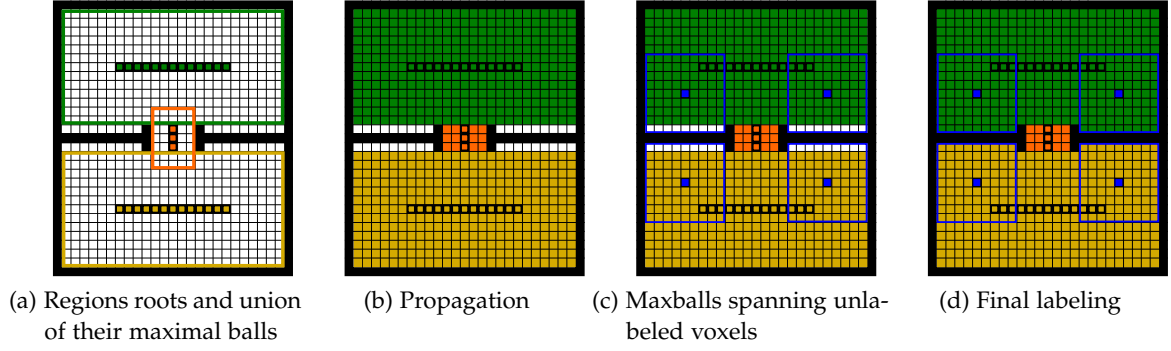 (a) Regions roots and union
of their maximal balls
(b) Propagation
(c) Maxballs spanning unla-
beled voxels
(d) Final labeling